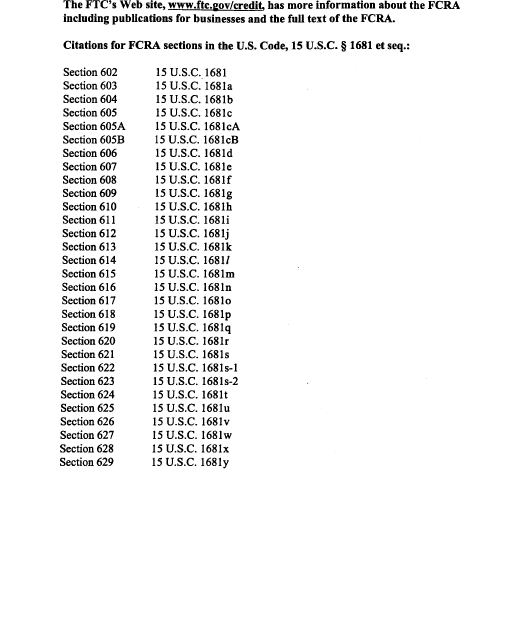 The FTC's Web site, www.ftc.gov/credit, has more information about the FCRA
including publications for businesses and the full text of the FCRA.
Citations for FCRA sections in the U.S. Code, 15 U.S.C. § 1681 et seq.:
Section 602 15 U.S.C. 1681
Section 603 15 U.S.C. 1681a
Section 604 15 U.S.C. 1681b
Section 605 15 U.S.C. 1681c
Section 605A 15 U.S.C. 1681cA
Section 605B 15 U.S.C. 1681cB
Section 606 15 U.S.C. 1681d
Section 607 15 U.S.C. 1681e
Section 608 15 U.S.C. 1681f
Section 609 15 U.S.C. 1681g
Section 610 15 U.S.C. 1681h
Section 611 15 U.S.C. 1681i
Section 612 15 U.S.C. 1681j
Section 613 15 U.S.C. 1681k
Section 614 15 U.S.C. 1681l
Section 615 15 U.S.C. 1681m
Section 616 15 U.S.C. 1681n
Section 617 15 U.S.C. 1681o
Section 618 15 U.S.C. 1681p
Section 619 15 U.S.C. 1681q
Section 620 15 U.S.C. 1681r
Section 621 15 U.S.C. 1681s
Section 622 15 U.S.C. 1681s-1
Section 623 15 U.S.C. 1681s-2
Section 624 15 U.S.C. 1681t
Section 625 15 U.S.C. 1681u
Section 626 15 U.S.C. 1681v
Section 627 15 U.S.C. 1681w
Section 628 15 U.S.C. 1681x
Section 629 15 U.S.C. 1681y